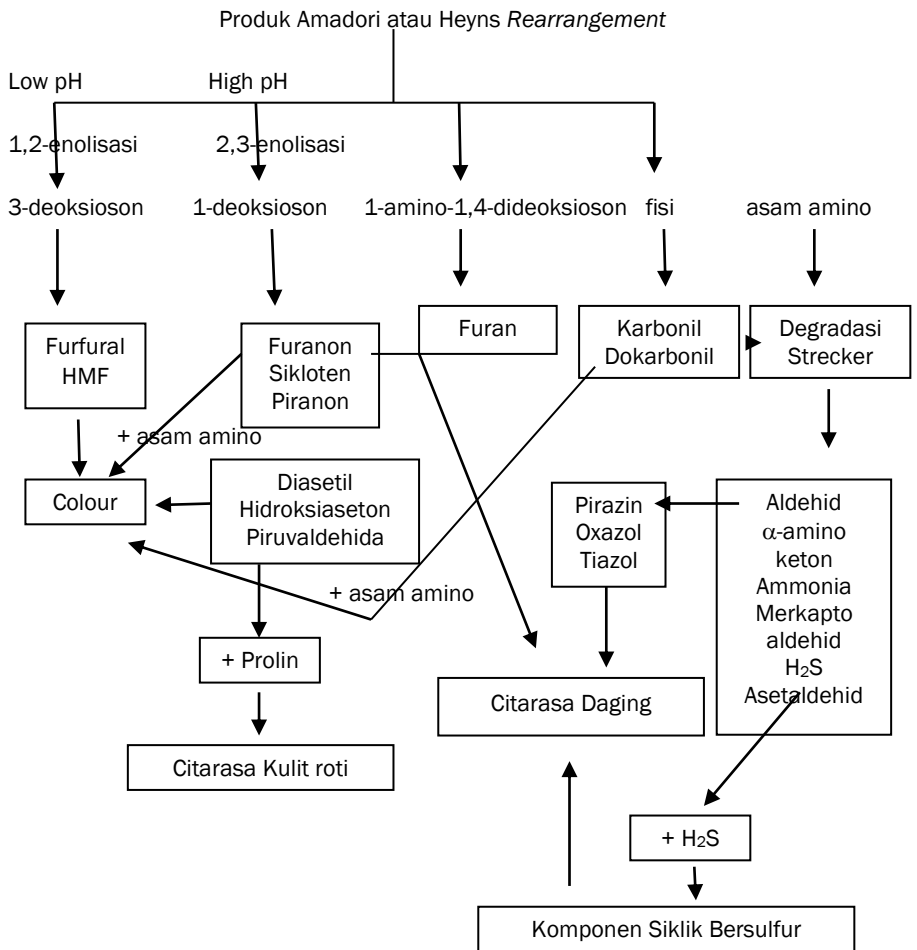 Produk Amadori atau Heyns Rearrangement
Low pH
High pH
1,2-enolisasi
2,3-enolisasi
3-deoksioson
1-deoksioson
1-amino-1,4-dideoksioson
fisi
asam amino
Furfural
HMF
Furanon
Sikloten
Piranon
Furan
Karbonil
Dokarbonil
Degradasi
Strecker
+ asam amino
Colour
Diasetil
Hidroksiaseton
Piruvaldehida
Pirazin
Oxazol
Tiazol
Aldehid
α-amino
keton
Ammonia
Merkapto
aldehid
H₂S
Asetaldehid
+ asam amino
+ Prolin
Citarasa Daging
Citarasa Kulit roti
+ H₂S
Komponen Siklik Bersulfur